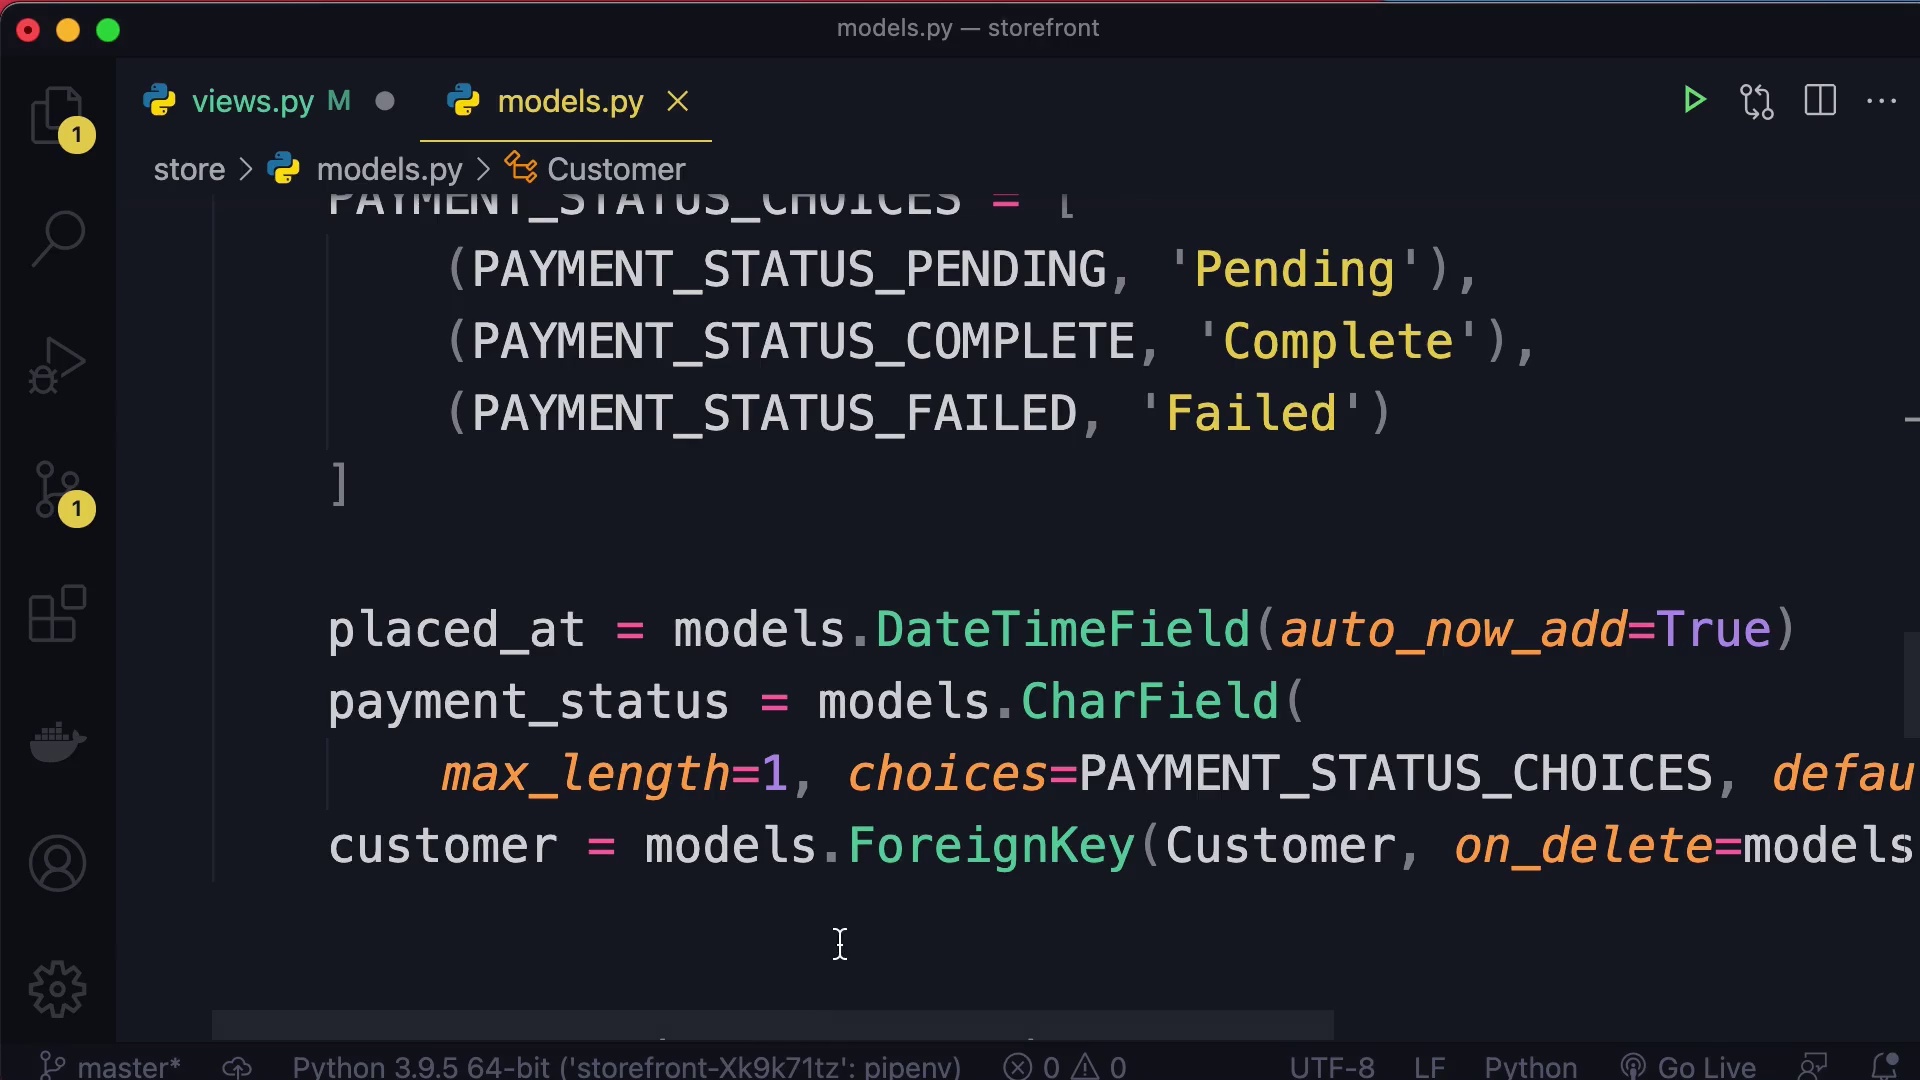 models.py — storefront
views.py M
models.py
1
store > models.py > Customer
PAYMENT_STATUS_CHOICES = [
(PAYMENT_STATUS_PENDING, 'Pending'),
(PAYMENT_STATUS_COMPLETE, 'Complete'),
(PAYMENT_STATUS_FAILED, 'Failed')
]
1
placed_at = models.DateTimeField(auto_now_add=True)
payment_status = models.CharField(
max_length=1, choices=PAYMENT_STATUS_CHOICES, defau
customer = models.ForeignKey(Customer, on_delete=models
master* Python 3.9.5 64-bit ('storefront-Xk9k71tz': pipenv) 0 0 UTF-8 LF Python Go Live